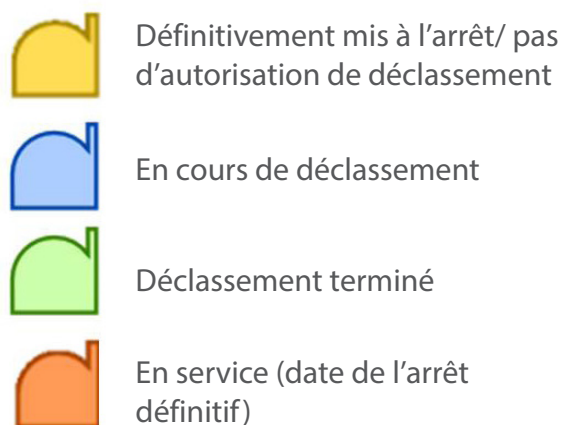 Définitivement mis à l’arrêt/ pas
d’autorisation de déclassement
En cours de déclassement
Déclassement terminé
En service (date de l’arrêt
définitif)